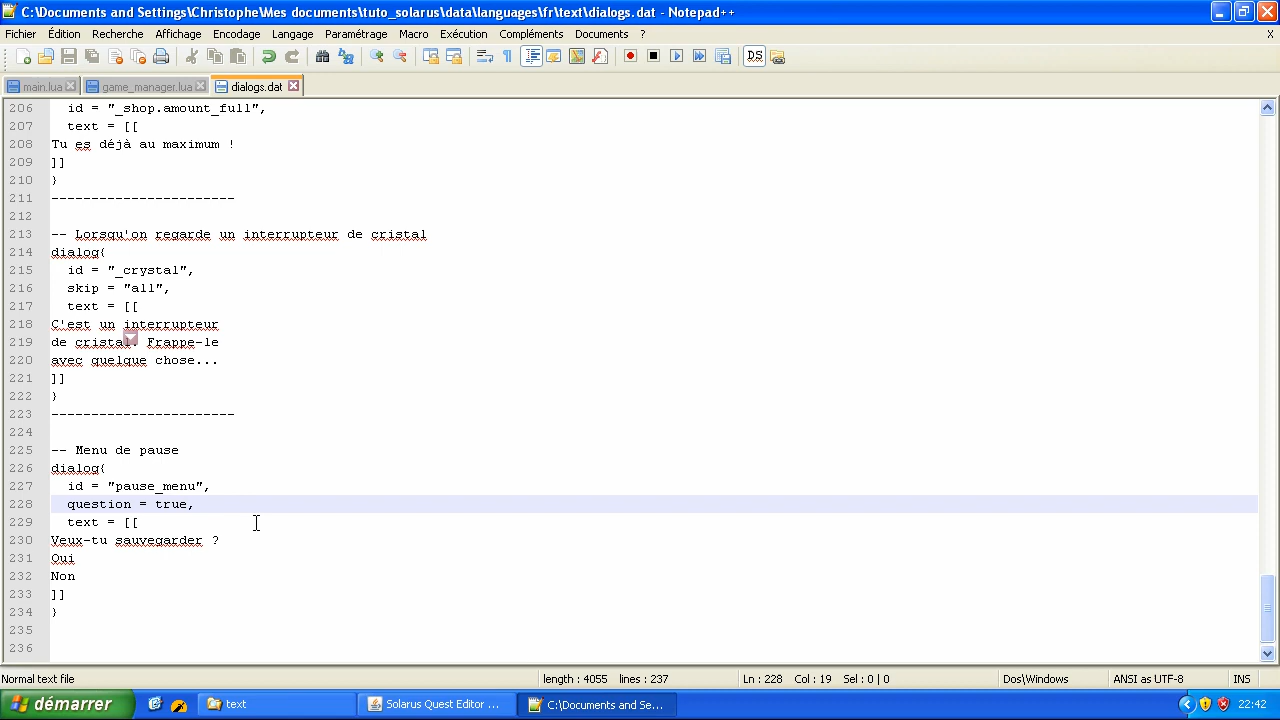 C:\Documents and Settings\Christophe\Mes documents\tuto_solarus\data\languages\fr\text\dialogs.dat - Notepad++
Fichier Édition Recherche Affichage Encodage Langage Paramétrage Macro Exécution Compléments Documents ? X
main.lua game_manager.lua dialogs.dat
206 id = "_shop.amount_full",
207 text = [[
208 Tu es déjà au maximum !
209 ]]
210 }
211 -----------------------
212
213 -- Lorsqu'on regarde un interrupteur de cristal
214 dialog{
215 id = "_crystal",
216 skip = "all",
217 text = [[
218 C'est un interrupteur
219 de cristal. Frappe-le
220 avec quelque chose...
221 ]]
222 }
223 -----------------------
224
225 -- Menu de pause
226 dialog{
227 id = "pause_menu",
228 question = true,
229 text = [[
230 Veux-tu sauvegarder ?
231 Oui
232 Non
233 ]]
234 }
235
236
Normal text file length : 4055 lines : 237 Ln : 228 Col : 19 Sel : 0 | 0 Dos\Windows ANSI as UTF-8 INS
démarrer text Solarus Quest Editor ... C:\Documents and Se... 22:42